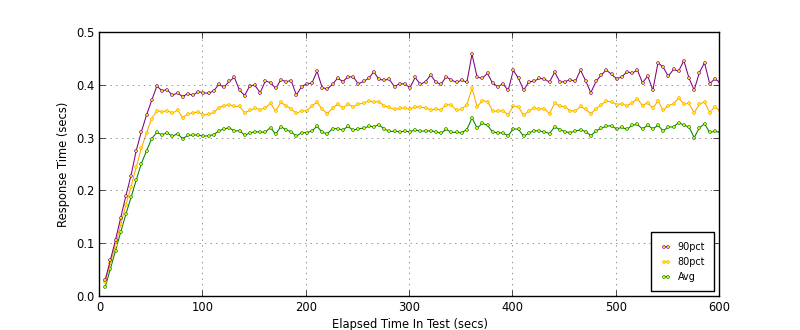 0.5
0.4
0.3
0.2
0.1
0.0
Response Time (secs)
90pct
80pct
Avg
0 100 200 300 400 500 600
Elapsed Time In Test (secs)